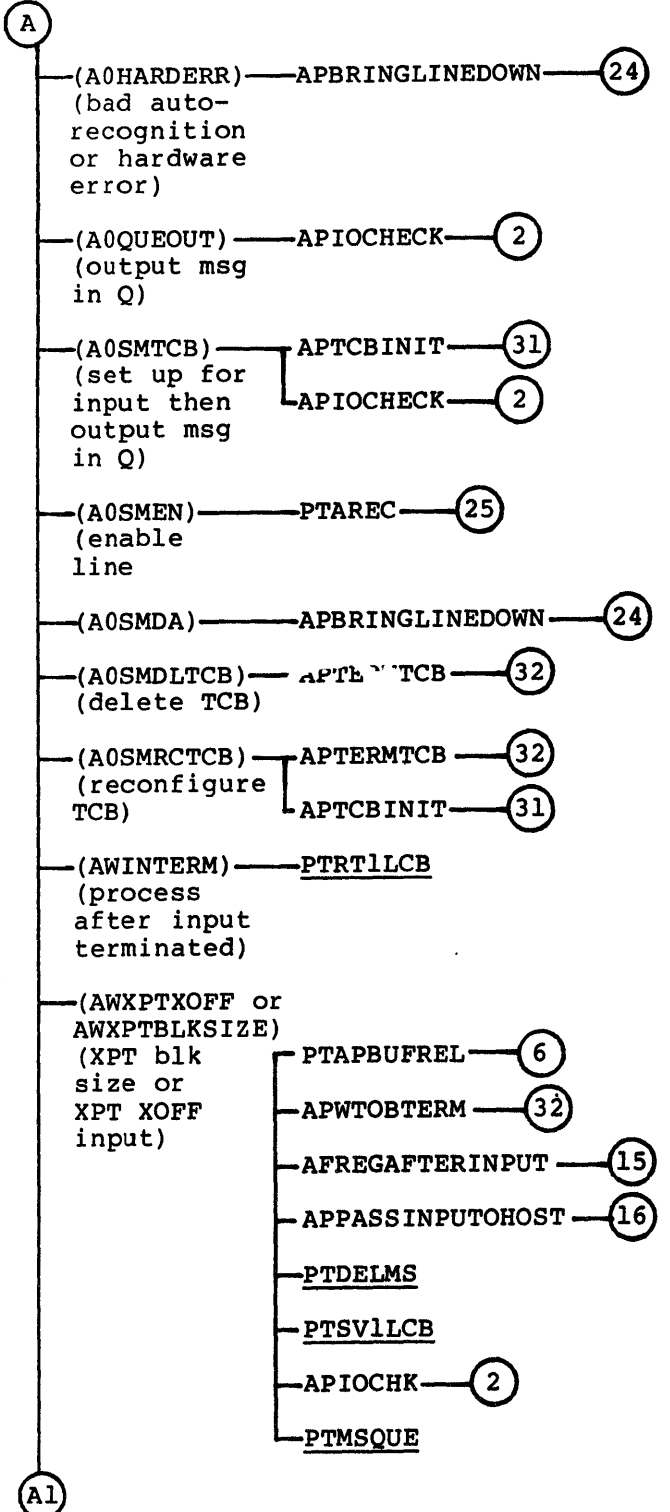 A
(A0HARDERR) APBRINGLINEDOWN 24
(bad auto-
recognition
or hardware
error)
(A0QUEOUT) APIOCHECK 2
(output msg
in Q)
(A0SMTCB) APTCBINIT 31
(set up for APIOCHECK 2
input then
output msg
in Q)
(A0SMEN) PTAREC 25
(enable
line
(A0SMDA) APBRINGLINEDOWN 24
(A0SMDLTCB) 32
(delete TCB)
(A0SMRCTCB) APTERMTCB 32
(reconfigure
TCB) APTCBINIT 31
(AWINTERM) PTRT1LCB
(process
after input
terminated)
(AWXPTXOFF or
AWXPTBLKSIZE)
(XPT blk PTAPBUFREL 6
size or
XPT XOFF APWTOBTERM 32
input)
AFREGAFTERINPUT 15
APPASSINPUTOHOST 16
PTDELMS
PTSV1LCB
APIOCHK 2
PTMSQUE
A1